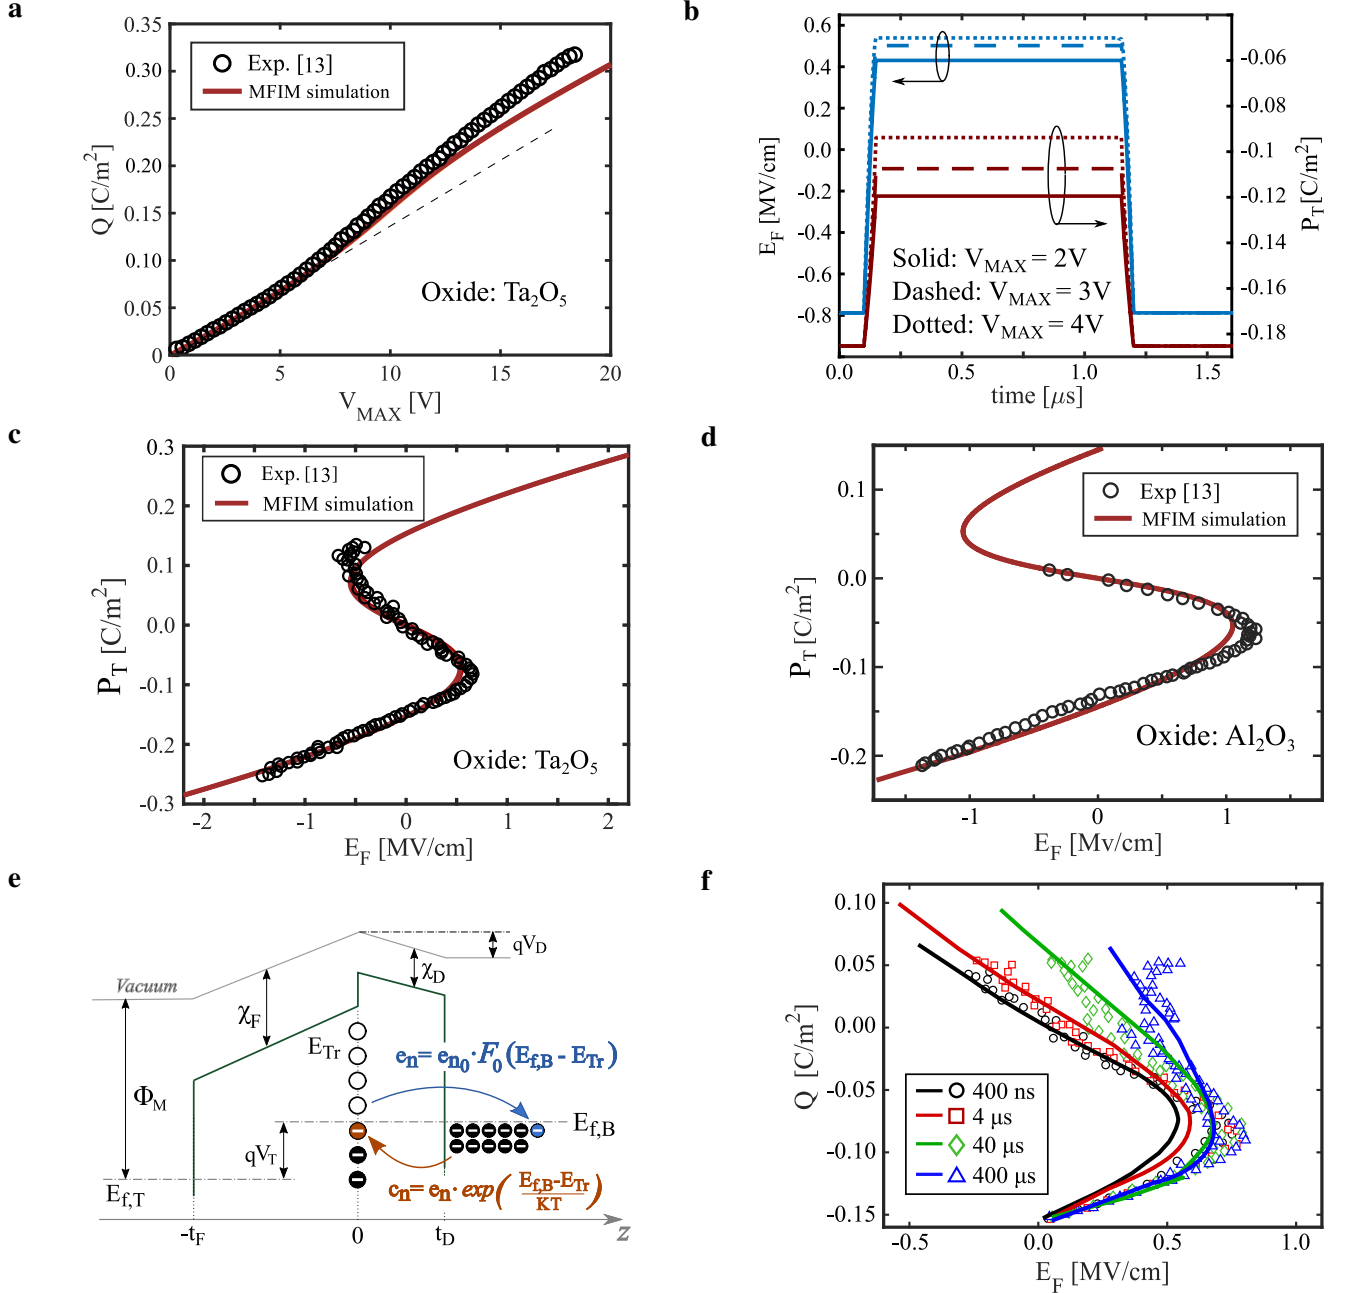 a
0.35
0.30
0.25
0.20
0.15
0.10
0.05
0
Q [C/m²]
Exp. [13]
MFIM simulation
Oxide: Ta₂O₅
0 5 10 15 20
V_MAX [V]
b
0.6
0.4
0.2
0.0
-0.2
-0.4
0.6
-0.8
E_F [MV/cm]
-0.06
-0.08
-0.1
-0.12
-0.14
-0.16
-0.17
-0.18
P_T [C/m²]
Solid: V_MAX = 2V
Dashed: V_MAX = 3V
Dotted: V_MAX = 4V
0.0 0.5 1.0 1.5
time [μs]
c
0.3
0.2
0.1
0.0
-0.1
-0.2
-0.3
P_T [C/m²]
Exp. [13]
MFIM simulation
Oxide: Ta₂O₅
-2 -1 0 1 2
E_F [MV/cm]
d
0.1
0.0
-0.1
-0.2
P_T [C/m²]
Exp [13]
MFIM simulation
Oxide: Al₂O₃
-1 0 1
E_F [Mv/cm]
e
qV_D
χ_D
Vacuum
χ_F
E_Tr
e_n= e_n₀ · F₀ (E_f,B - E_Tr)
Φ_M
E_f,B
qV_T
c_n= e_n · exp( (E_f,B-E_Tr)/KT )
E_f,T
-t_F 0 t_D z
f
0.10
0.05
0.00
-0.05
-0.10
-0.15
Q [C/m²]
400 ns
4 μs
40 μs
400 μs
-0.5 0.0 0.5 1.0
E_F [MV/cm]